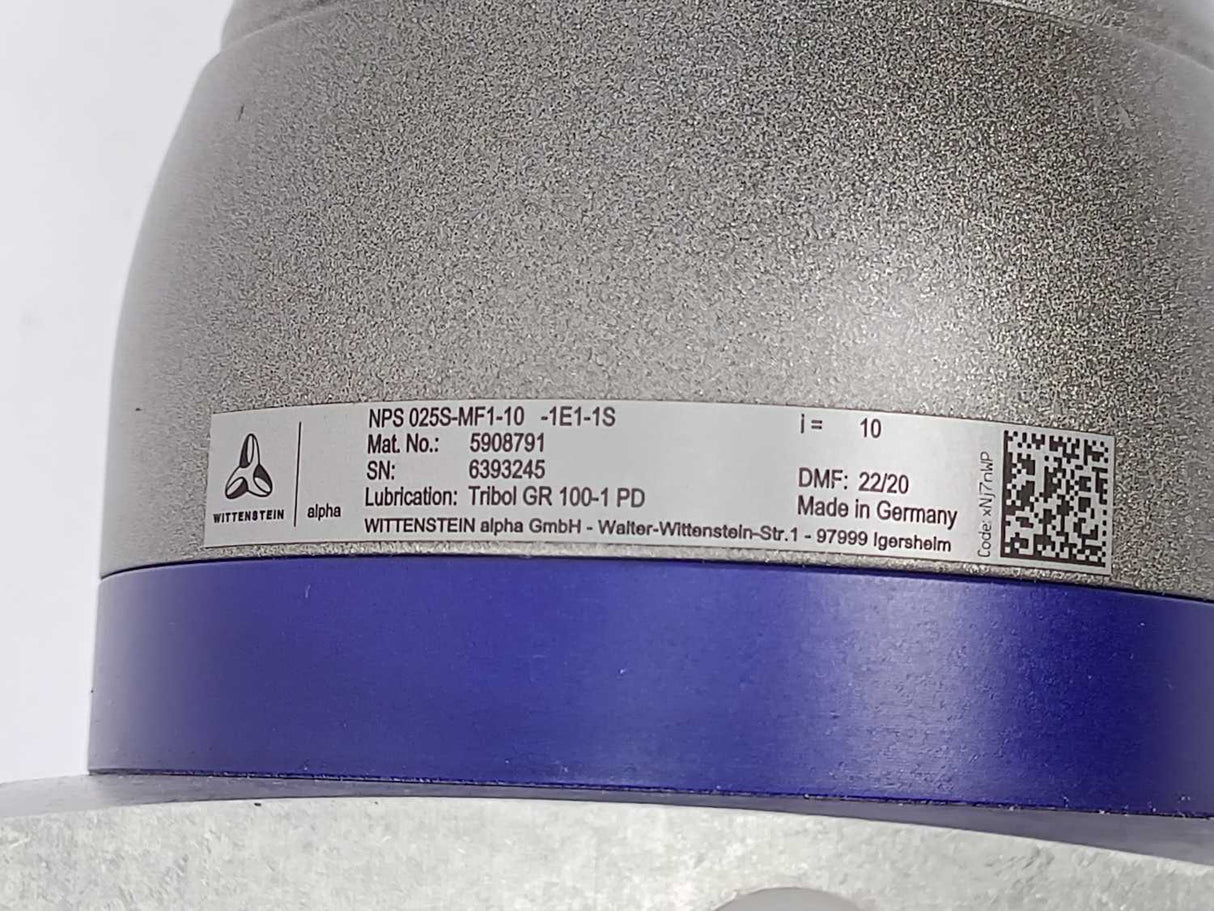 NPS 025S-MF1-10 -1E1-1S i = 10
Mat. No.: 5908791
SN: 6393245 DMF: 22/20
Lubrication: Tribol GR 100-1 PD Made in Germany
WITTENSTEIN alpha GmbH - Walter-Wittenstein-Str.1 - 97999 Igersheim
WITTENSTEIN
alpha
Code: xNj7nWP